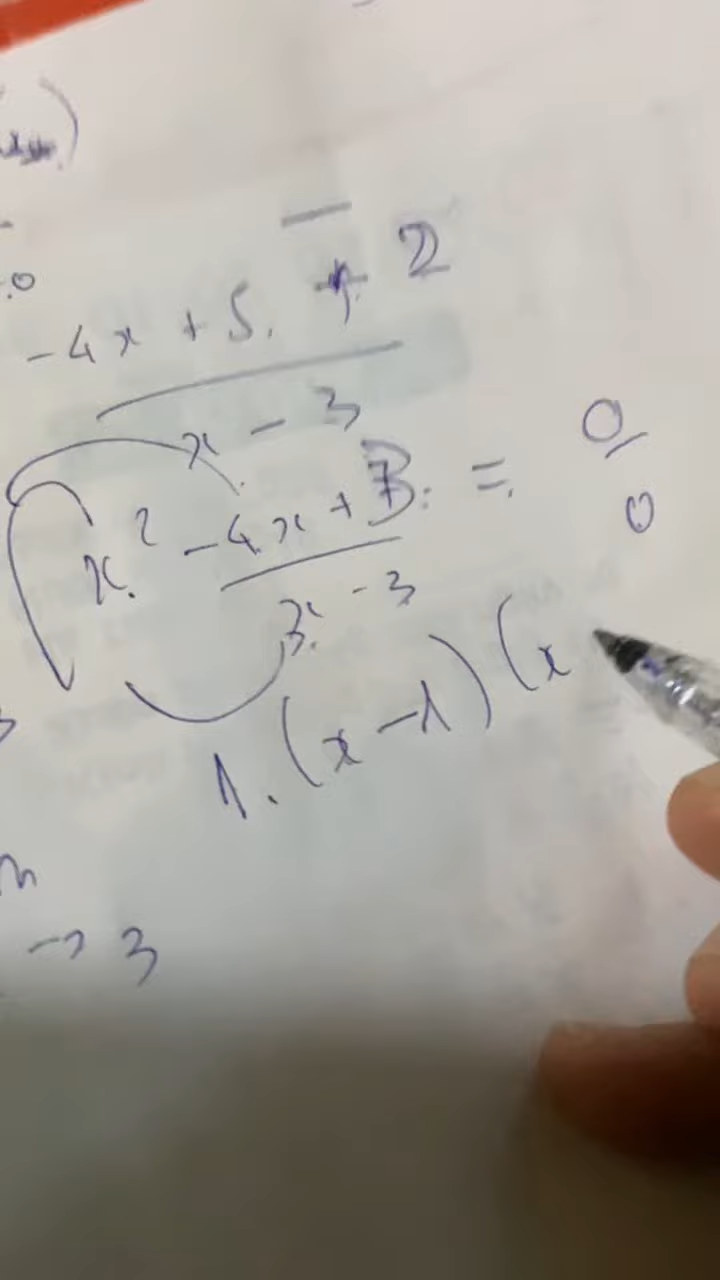 -4x + 5. + 2
x - 3
x² - 4x + 3. = 0/0
x - 3
1. (x-1) (x
→ 3